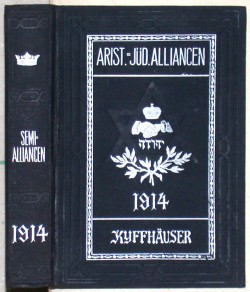 SEMI-
ALLIANCEN
1914
ARIST.=JÜD.ALLIANCEN
1914
KYFFHÄUSER